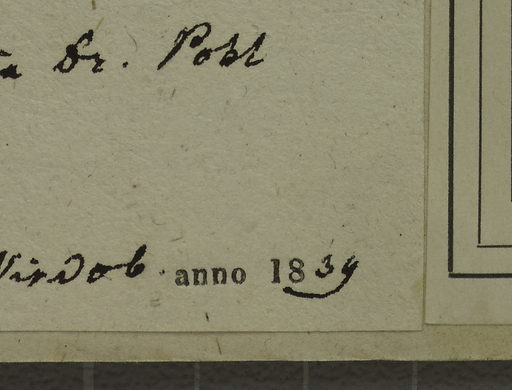 Dr. Pohl
Vindob. anno 1839